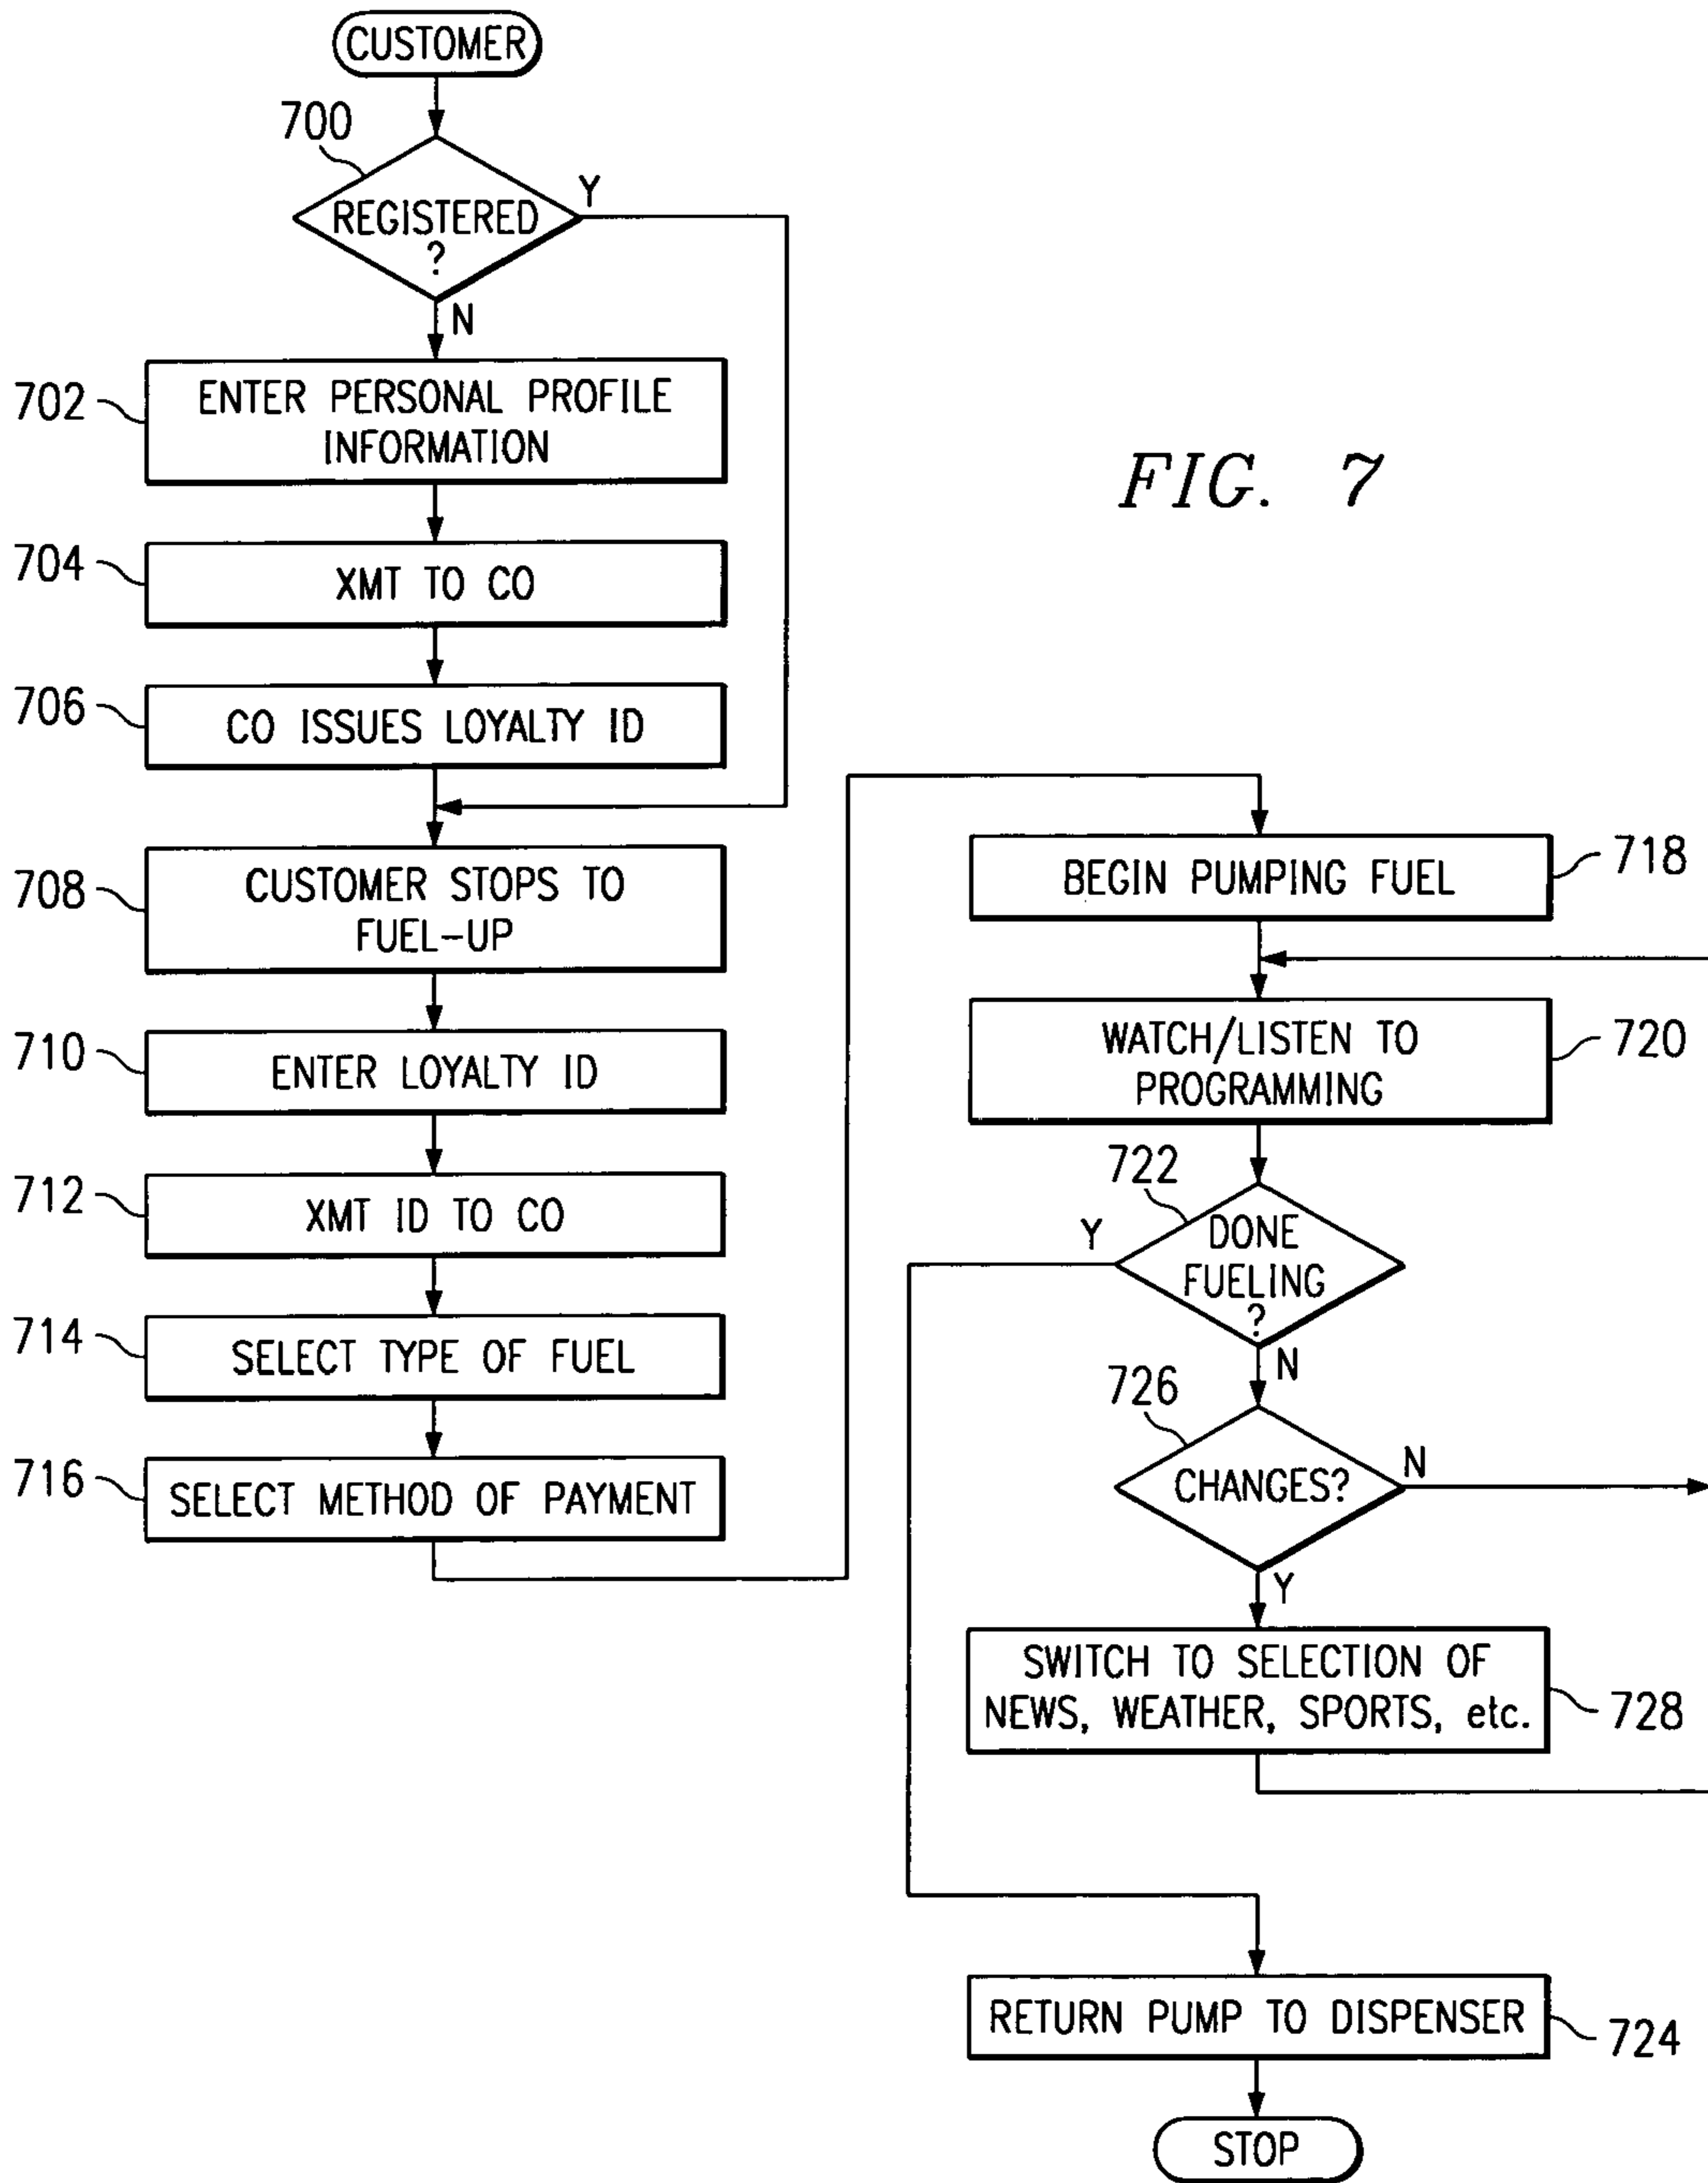 CUSTOMER
700
REGISTERED
?
Y
N
702
ENTER PERSONAL PROFILE
INFORMATION
704
XMT TO CO
706
CO ISSUES LOYALTY ID
708
CUSTOMER STOPS TO
FUEL-UP
710
ENTER LOYALTY ID
712
XMT ID TO CO
714
SELECT TYPE OF FUEL
716
SELECT METHOD OF PAYMENT
FIG. 7
BEGIN PUMPING FUEL
718
WATCH/LISTEN TO
PROGRAMMING
720
722
DONE
FUELING
?
Y
N
726
CHANGES?
N
Y
SWITCH TO SELECTION OF
NEWS, WEATHER, SPORTS, etc.
728
RETURN PUMP TO DISPENSER
724
STOP